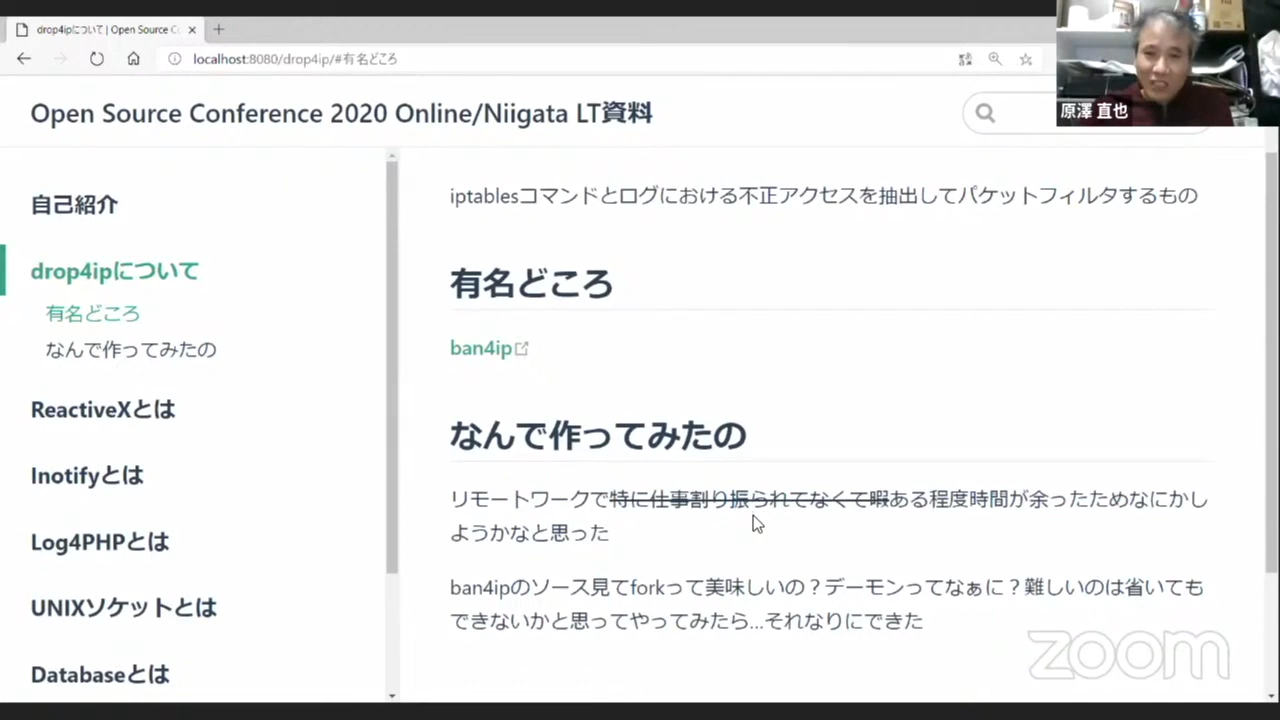 drop4ipについて | Open Source C
localhost:8080/drop4ip/#有名どころ
原澤 直也
Open Source Conference 2020 Online/Niigata LT資料
自己紹介
drop4ipについて
有名どころ
なんで作ってみたの
ReactiveXとは
Inotifyとは
Log4PHPとは
UNIXソケットとは
Databaseとは
iptablesコマンドとログにおける不正アクセスを抽出してパケットフィルタするもの
有名どころ
ban4ip
なんで作ってみたの
リモートワークで特に仕事割り振られてなくて暇ある程度時間が余ったためなにかし
ようかなと思った
ban4ipのソース見てforkって美味しいの？デーモンってなぁに？難しいのは省いても
できないかと思ってやってみたら...それなりにできた
zoom